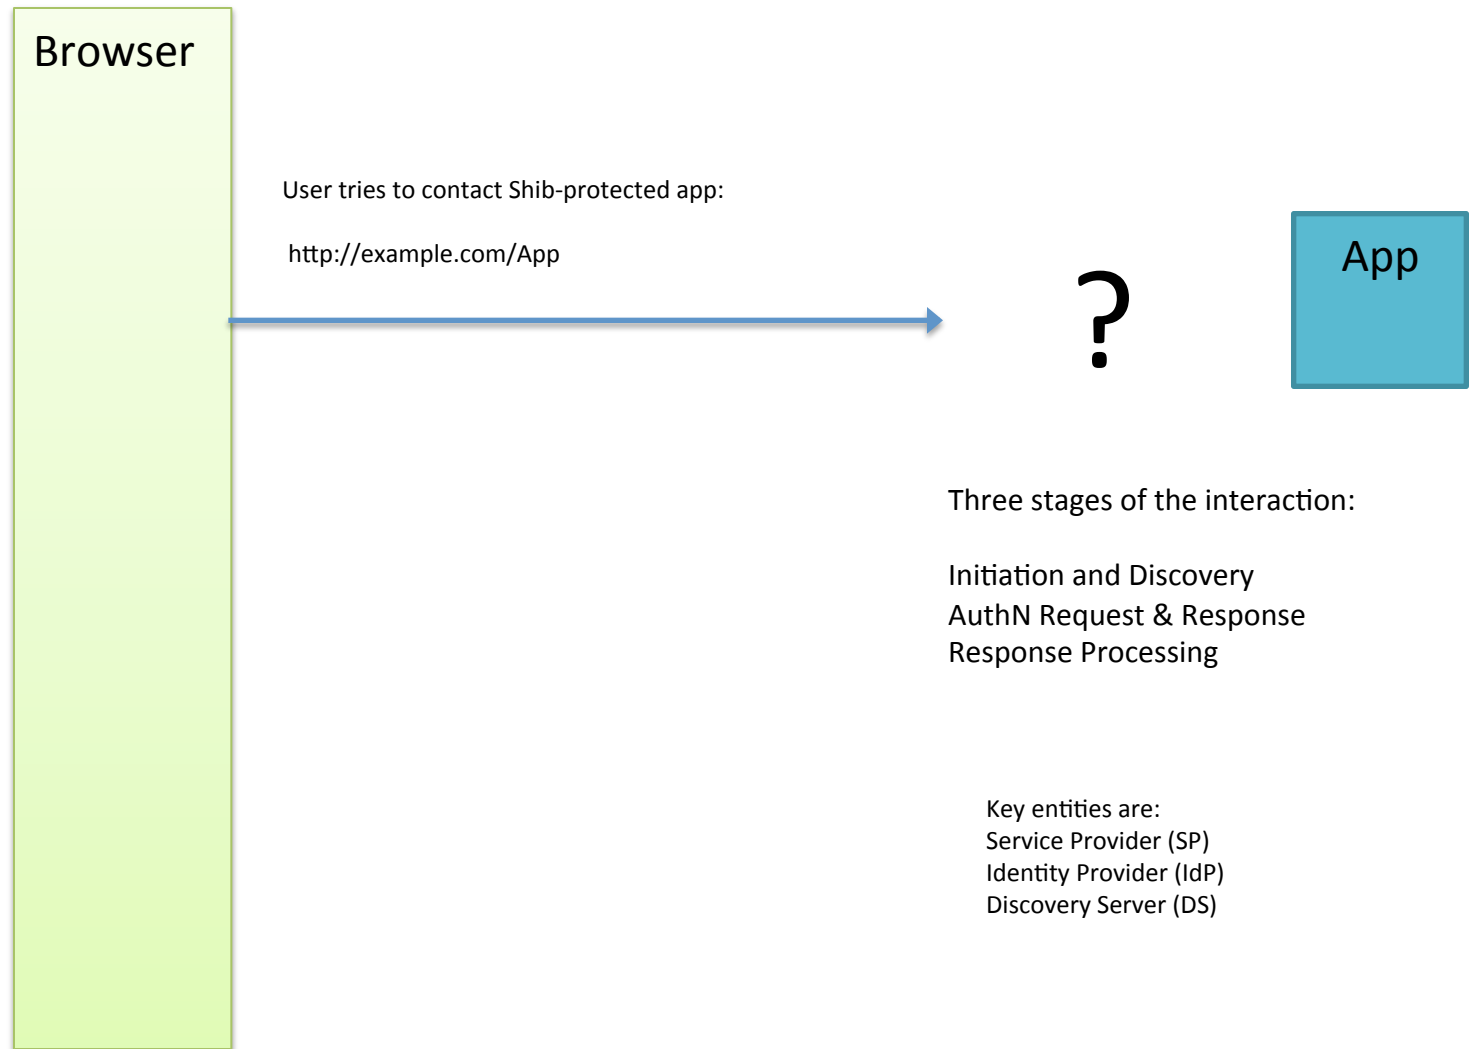 Browser
User tries to contact Shib-protected app:
http://example.com/App
?
App
Three stages of the interaction:
Initiation and Discovery
AuthN Request & Response
Response Processing
Key entities are:
Service Provider (SP)
Identity Provider (IdP)
Discovery Server (DS)